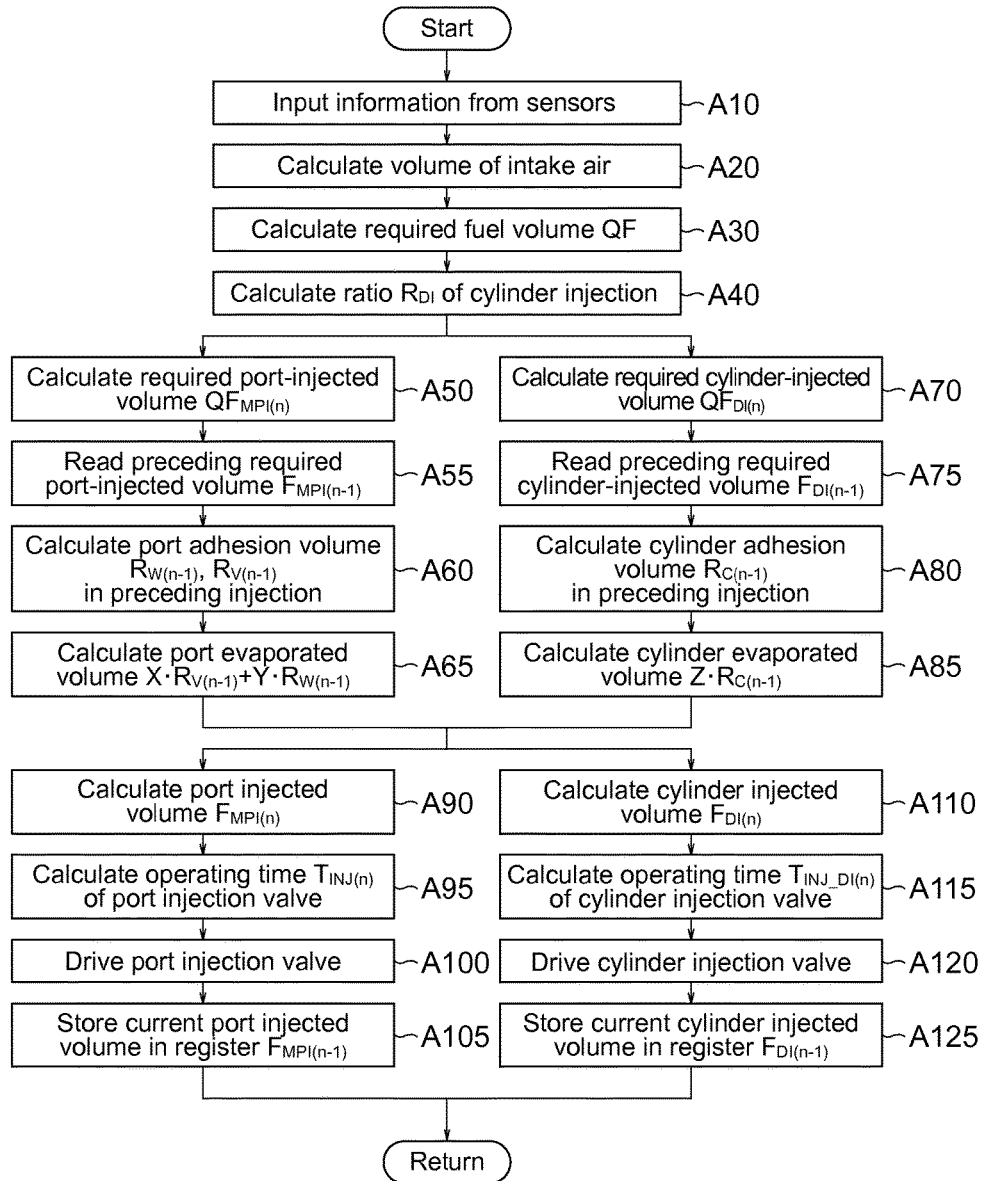 Start
Input information from sensors
A10
Calculate volume of intake air
A20
Calculate required fuel volume QF
A30
Calculate ratio RDI of cylinder injection
A40
Calculate required port-injected
volume QFMPI(n)
A50
Calculate required cylinder-injected
volume QFDI(n)
A70
Read preceding required
port-injected volume FMPI(n-1)
A55
Read preceding required
cylinder-injected volume FDI(n-1)
A75
Calculate port adhesion volume
RW(n-1), RV(n-1)
in preceding injection
A60
Calculate cylinder adhesion
volume RC(n-1)
in preceding injection
A80
Calculate port evaporated
volume X·RV(n-1)+Y·RW(n-1)
A65
Calculate cylinder evaporated
volume Z·RC(n-1)
A85
Calculate port injected
volume FMPI(n)
A90
Calculate cylinder injected
volume FDI(n)
A110
Calculate operating time TINJ(n)
of port injection valve
A95
Calculate operating time TINJ_DI(n)
of cylinder injection valve
A115
Drive port injection valve
A100
Drive cylinder injection valve
A120
Store current port injected
volume in register FMPI(n-1)
A105
Store current cylinder injected
volume in register FDI(n-1)
A125
Return